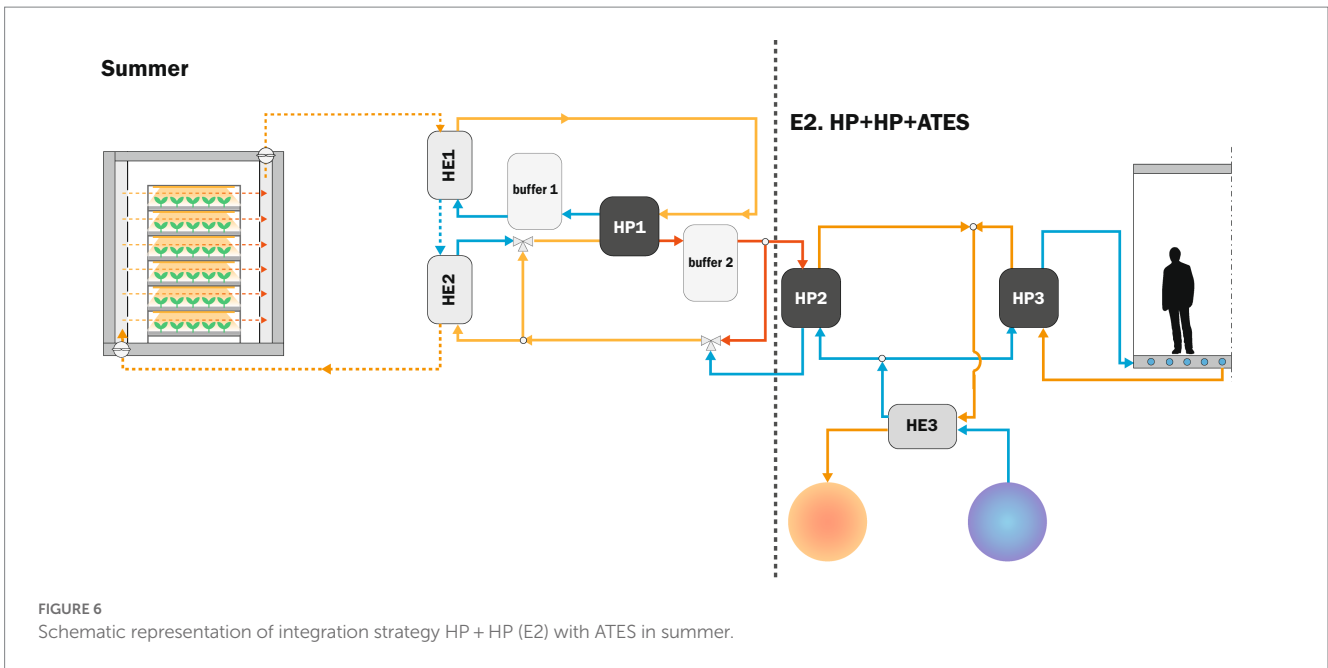 Summer
E2. HP+HP+ATES
HE1
buffer 1
HP1
buffer 2
HE2
HP2
HP3
HE3
FIGURE 6
Schematic representation of integration strategy HP + HP (E2) with ATES in summer.